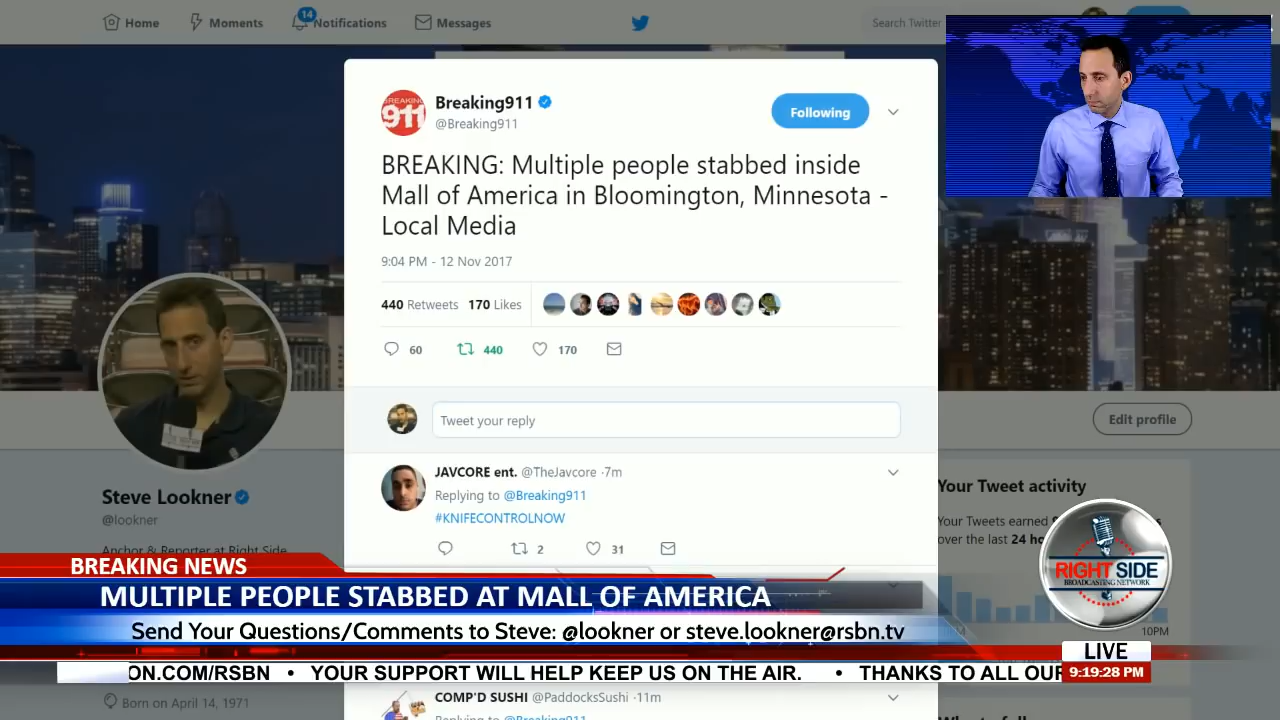 Home
Moments
14
Notifications
Messages
Search Twitter
BREAKING
911
Breaking911
@Breaking911
Following
BREAKING: Multiple people stabbed inside
Mall of America in Bloomington, Minnesota -
Local Media
9:04 PM - 12 Nov 2017
440 Retweets 170 Likes
60 440 170
Tweet your reply
Edit profile
JAVCORE ent. @TheJavcore · 7m
Replying to @Breaking911
#KNIFECONTROLNOW
2 31
Steve Lookner
@lookner
Anchor & Reporter at Right Side
Your Tweet activity
Your Tweets earned
over the last 24 ho
10PM
RIGHT SIDE
BROADCASTING NETWORK
BREAKING NEWS
MULTIPLE PEOPLE STABBED AT MALL OF AMERICA
Send Your Questions/Comments to Steve: @lookner or steve.lookner@rsbn.tv
LIVE
9:19:28 PM
ON.COM/RSBN • YOUR SUPPORT WILL HELP KEEP US ON THE AIR. • THANKS TO ALL OUR
COMP'D SUSHI @PaddocksSushi · 11m
Replying to @Breaking911
Born on April 14, 1971